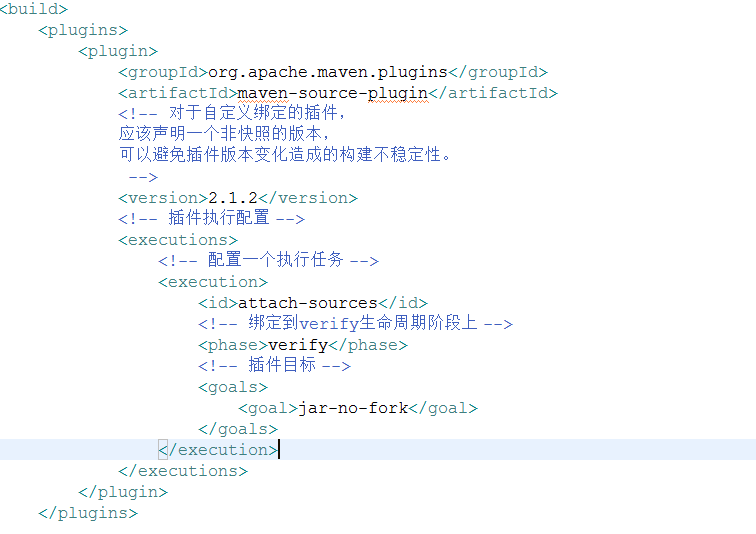 <build>
<plugins>
<plugin>
<groupId>org.apache.maven.plugins</groupId>
<artifactId>maven-source-plugin</artifactId>
<!-- 对于自定义绑定的插件，
应该声明一个非快照的版本，
可以避免插件版本变化造成的构建不稳定性。
-->
<version>2.1.2</version>
<!-- 插件执行配置 -->
<executions>
<!-- 配置一个执行任务 -->
<execution>
<id>attach-sources</id>
<!-- 绑定到verify生命周期阶段上 -->
<phase>verify</phase>
<!-- 插件目标 -->
<goals>
<goal>jar-no-fork</goal>
</goals>
</execution>
</executions>
</plugin>
</plugins>